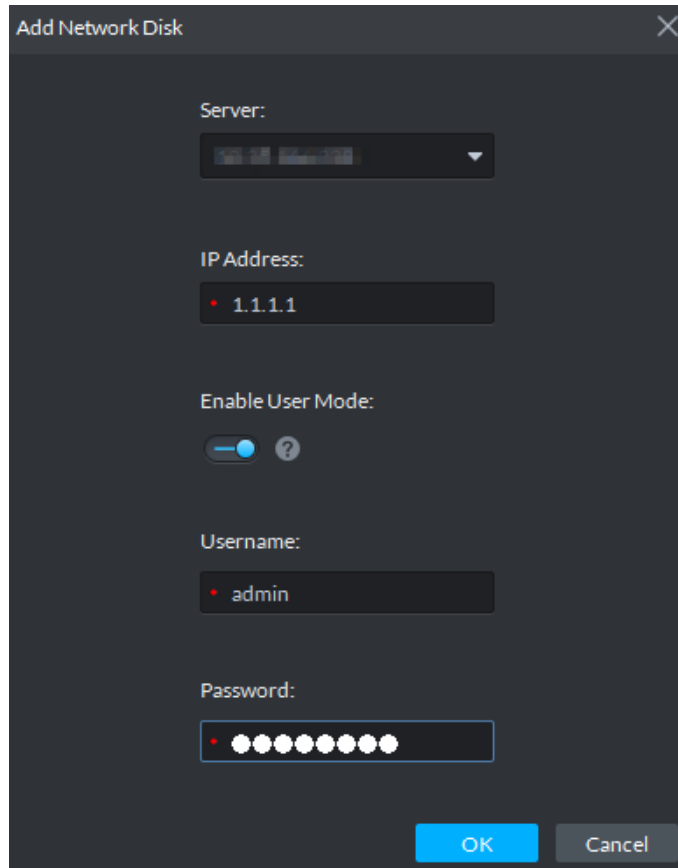 Add Network Disk
Server:
IP Address:
* 1.1.1.1
Enable User Mode:
?
Username:
* admin
Password:
* ●●●●●●●●
OK Cancel